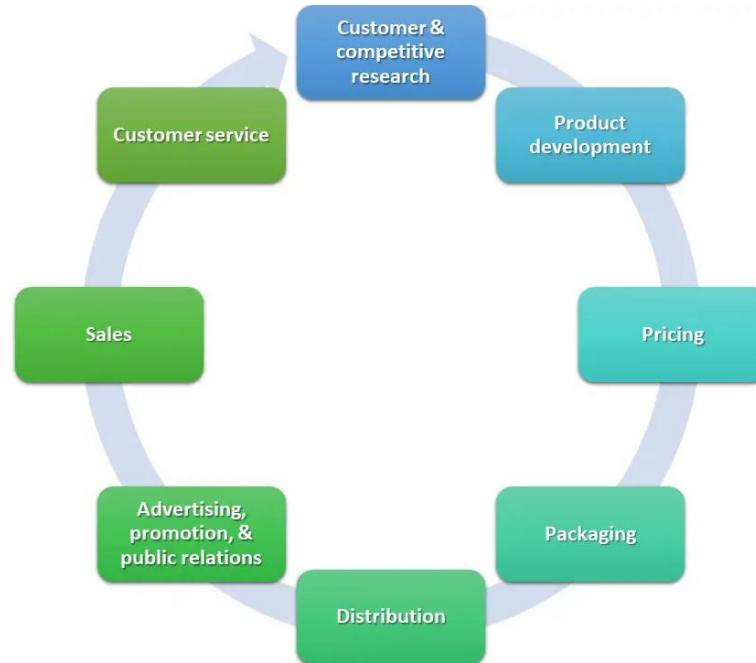 Customer &
competitive
research
Product
development
Pricing
Packaging
Distribution
Advertising,
promotion, &
public relations
Sales
Customer service